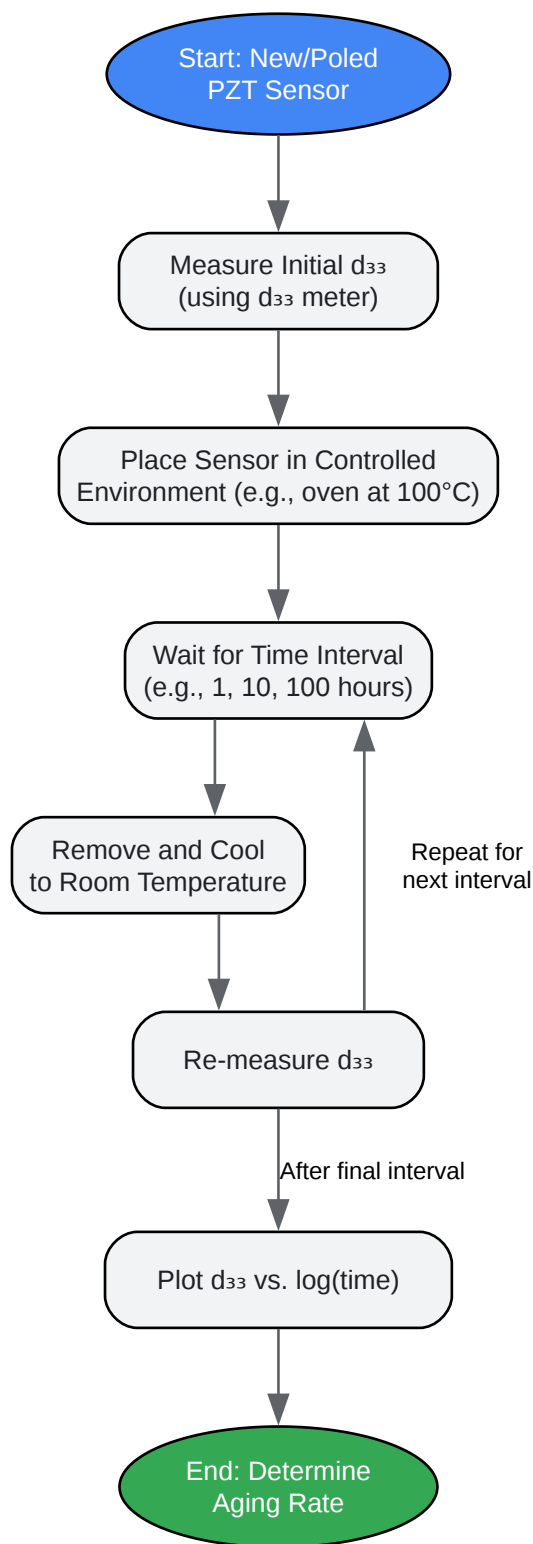 Start: New/Poled
PZT Sensor
Measure Initial d₃₃
(using d₃₃ meter)
Place Sensor in Controlled
Environment (e.g., oven at 100°C)
Wait for Time Interval
(e.g., 1, 10, 100 hours)
Remove and Cool
to Room Temperature
Repeat for
next interval
Re-measure d₃₃
After final interval
Plot d₃₃ vs. log(time)
End: Determine
Aging Rate